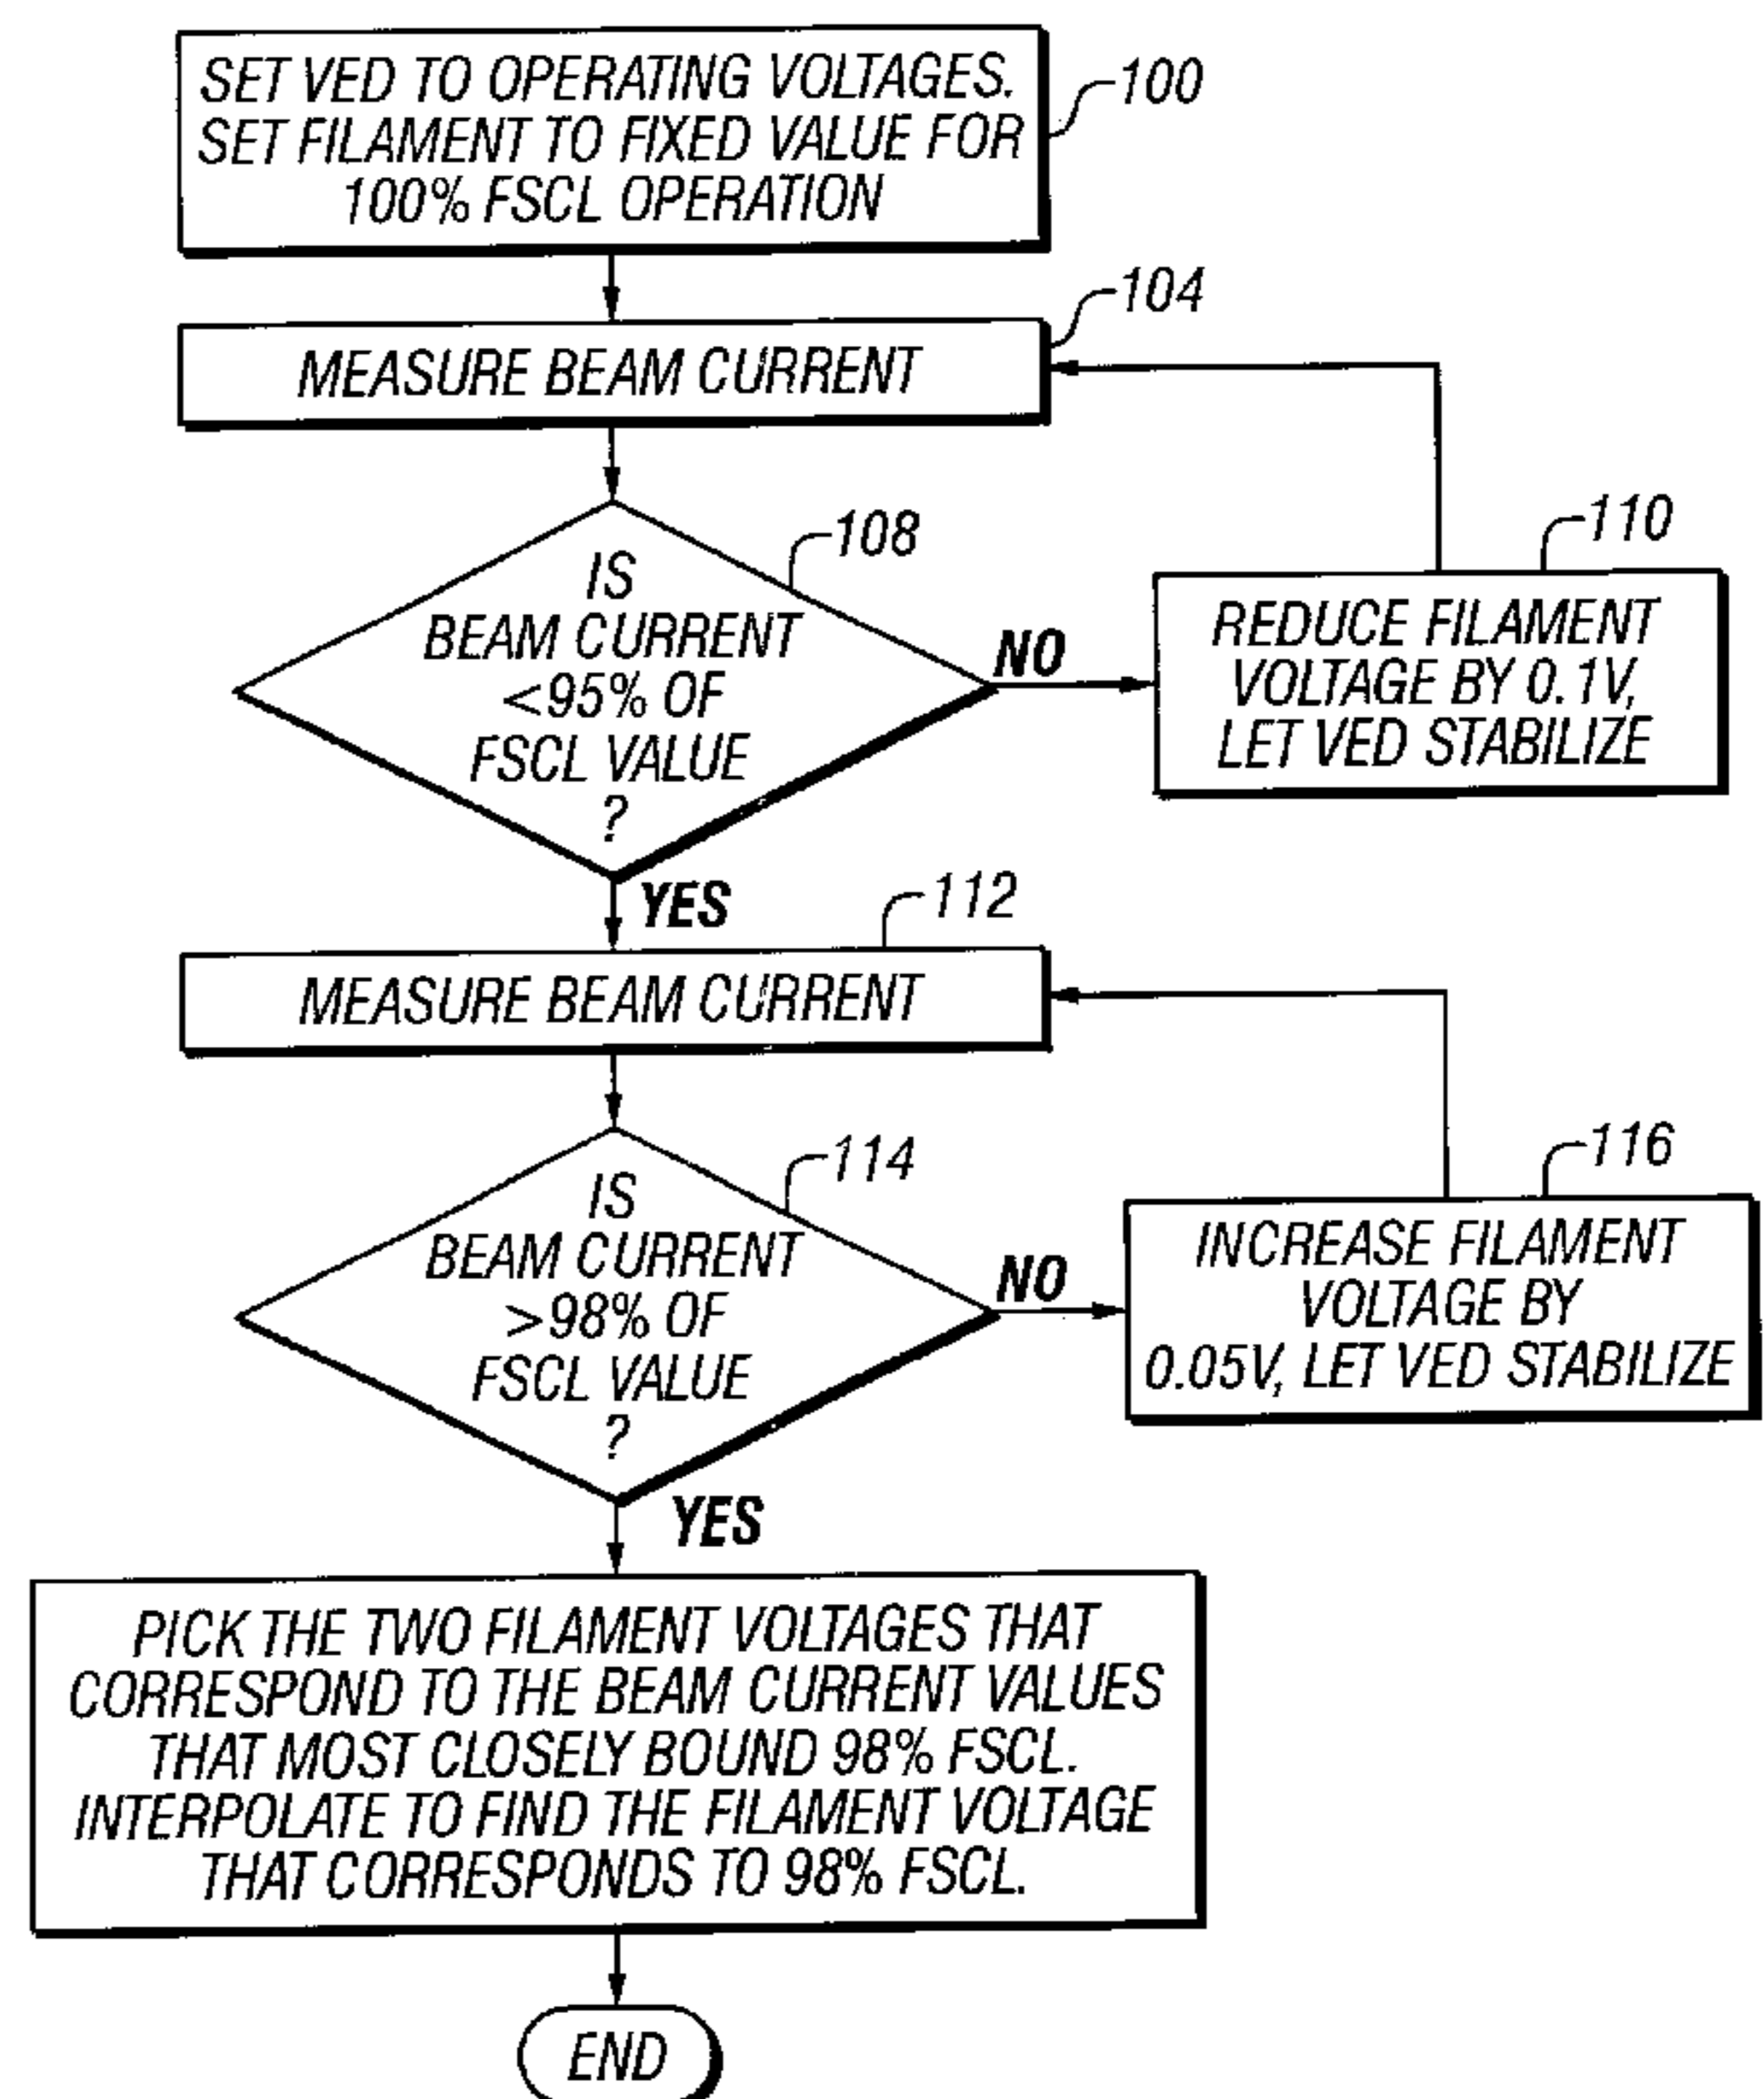 SET VED TO OPERATING VOLTAGES.
SET FILAMENT TO FIXED VALUE FOR
100% FSCL OPERATION
100
MEASURE BEAM CURRENT
104
IS
BEAM CURRENT
<95% OF
FSCL VALUE
?
108
NO
REDUCE FILAMENT
VOLTAGE BY 0.1V,
LET VED STABILIZE
110
YES
MEASURE BEAM CURRENT
112
IS
BEAM CURRENT
>98% OF
FSCL VALUE
?
114
NO
INCREASE FILAMENT
VOLTAGE BY
0.05V, LET VED STABILIZE
116
YES
PICK THE TWO FILAMENT VOLTAGES THAT
CORRESPOND TO THE BEAM CURRENT VALUES
THAT MOST CLOSELY BOUND 98% FSCL.
INTERPOLATE TO FIND THE FILAMENT VOLTAGE
THAT CORRESPONDS TO 98% FSCL.
END